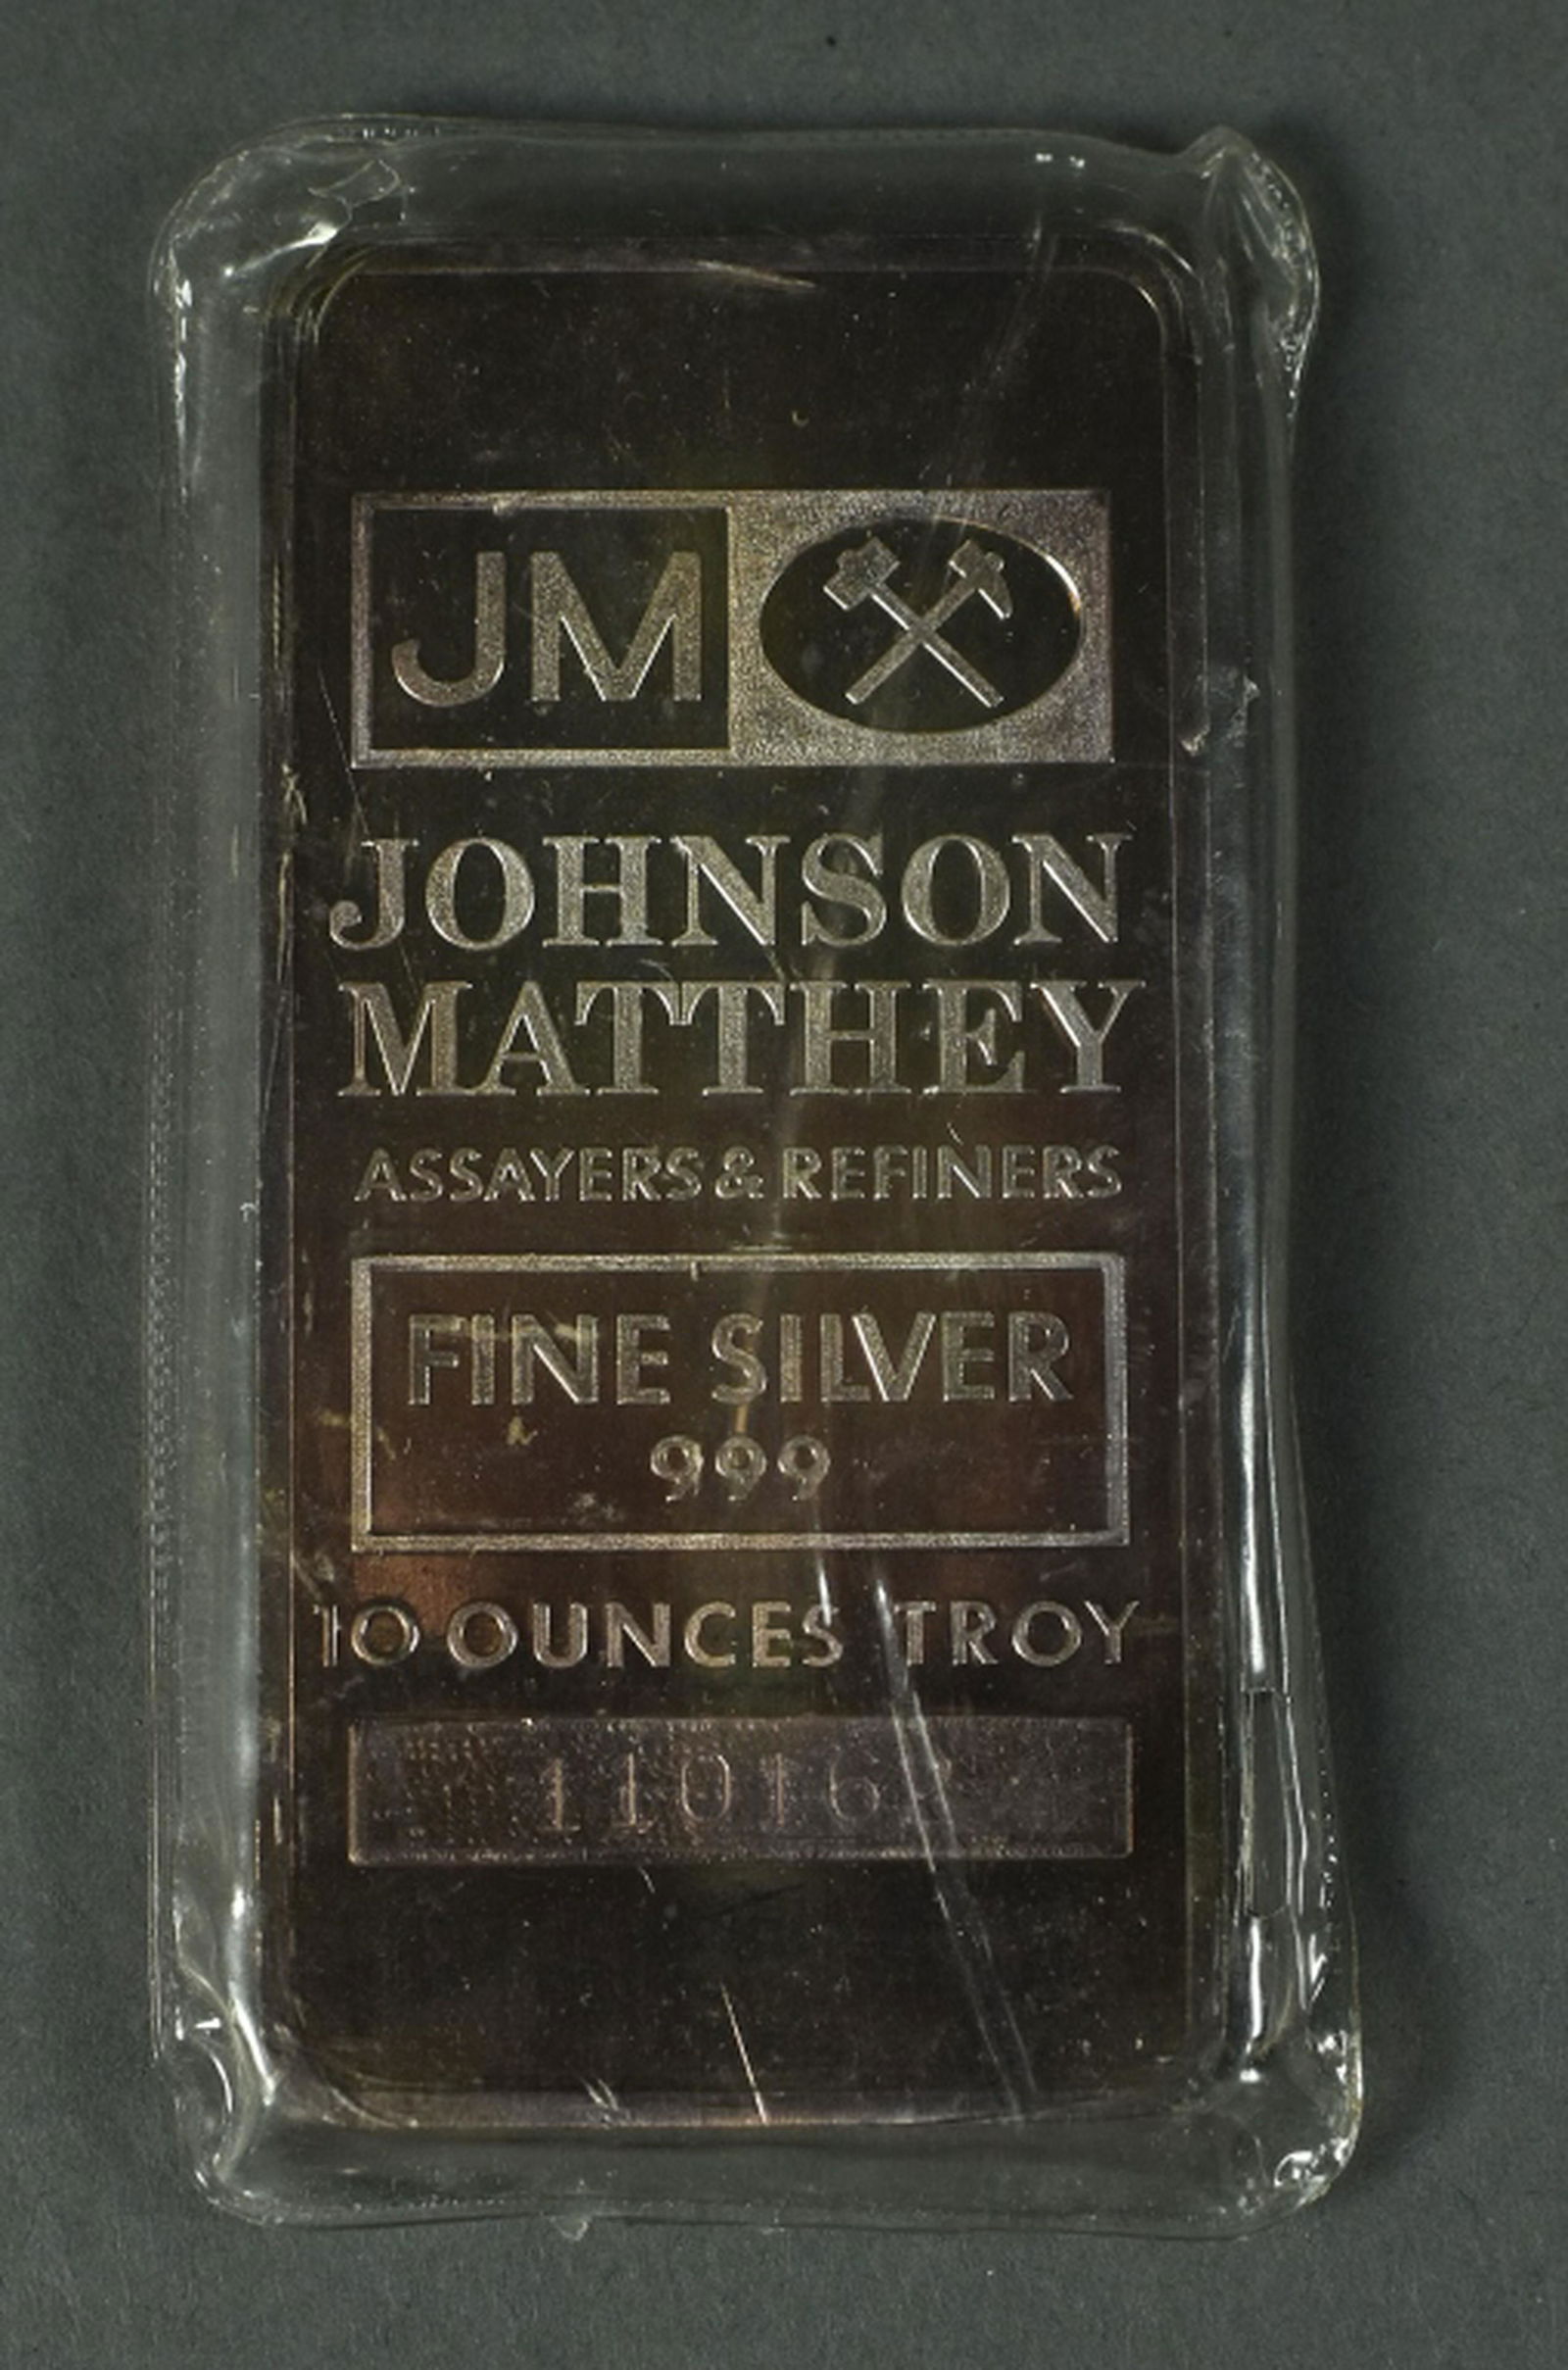 JM
JOHNSON
MATTHEY
ASSAYERS & REFINERS
FINE SILVER
999
10 OUNCES TROY